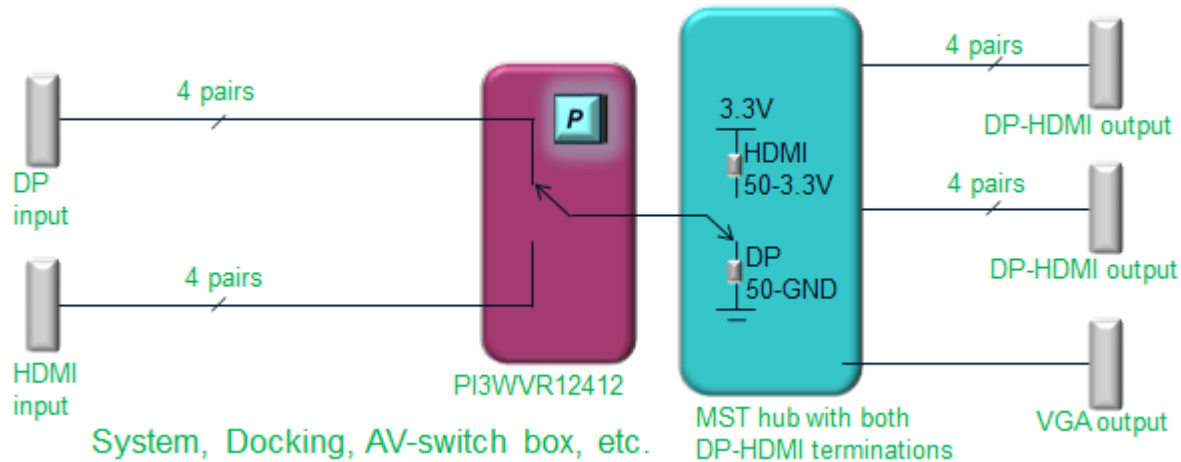 4 pairs
DP
input
4 pairs
HDMI
input
P
PI3WVR12412
3.3V
HDMI
50-3.3V
DP
50-GND
MST hub with both
DP-HDMI terminations
4 pairs
DP-HDMI output
4 pairs
DP-HDMI output
VGA output
System, Docking, AV-switch box, etc.